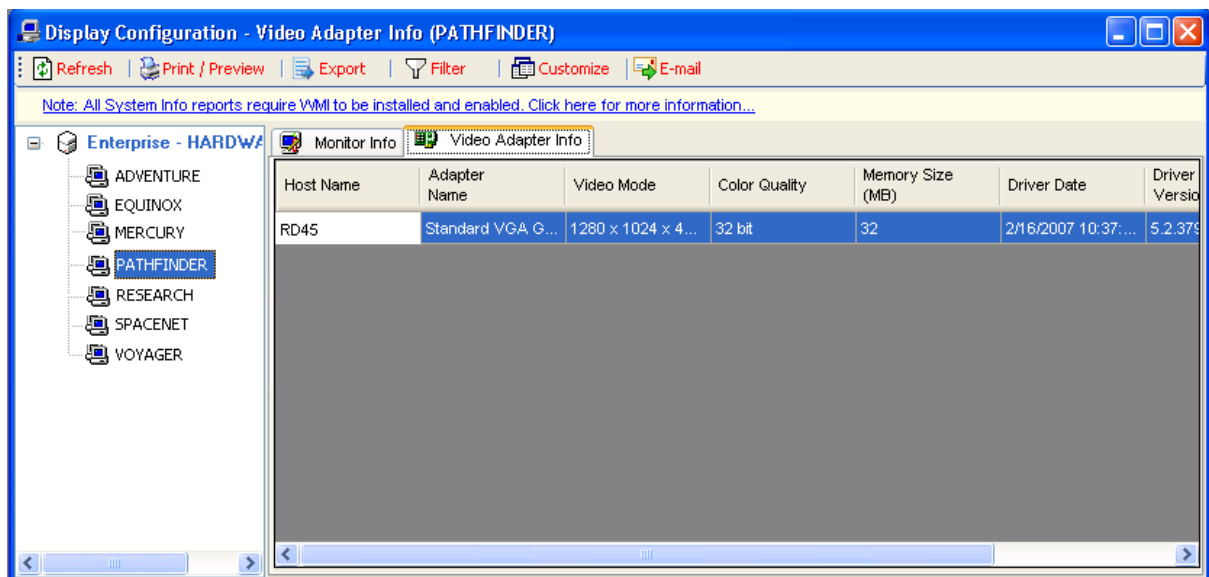 Display Configuration - Video Adapter Info (PATHFINDER)
Refresh Print / Preview Export Filter Customize E-mail
Note: All System Info reports require WMI to be installed and enabled. Click here for more information...
Enterprise - HARDWA
ADVENTURE
EQUINOX
MERCURY
PATHFINDER
RESEARCH
SPACENET
VOYAGER
Monitor Info Video Adapter Info
Host Name
Adapter
Name
Video Mode
Color Quality
Memory Size
(MB)
Driver Date
Driver
Versio
RD45 Standard VGA G... 1280 x 1024 x 4... 32 bit 32 2/16/2007 10:37:... 5.2.379